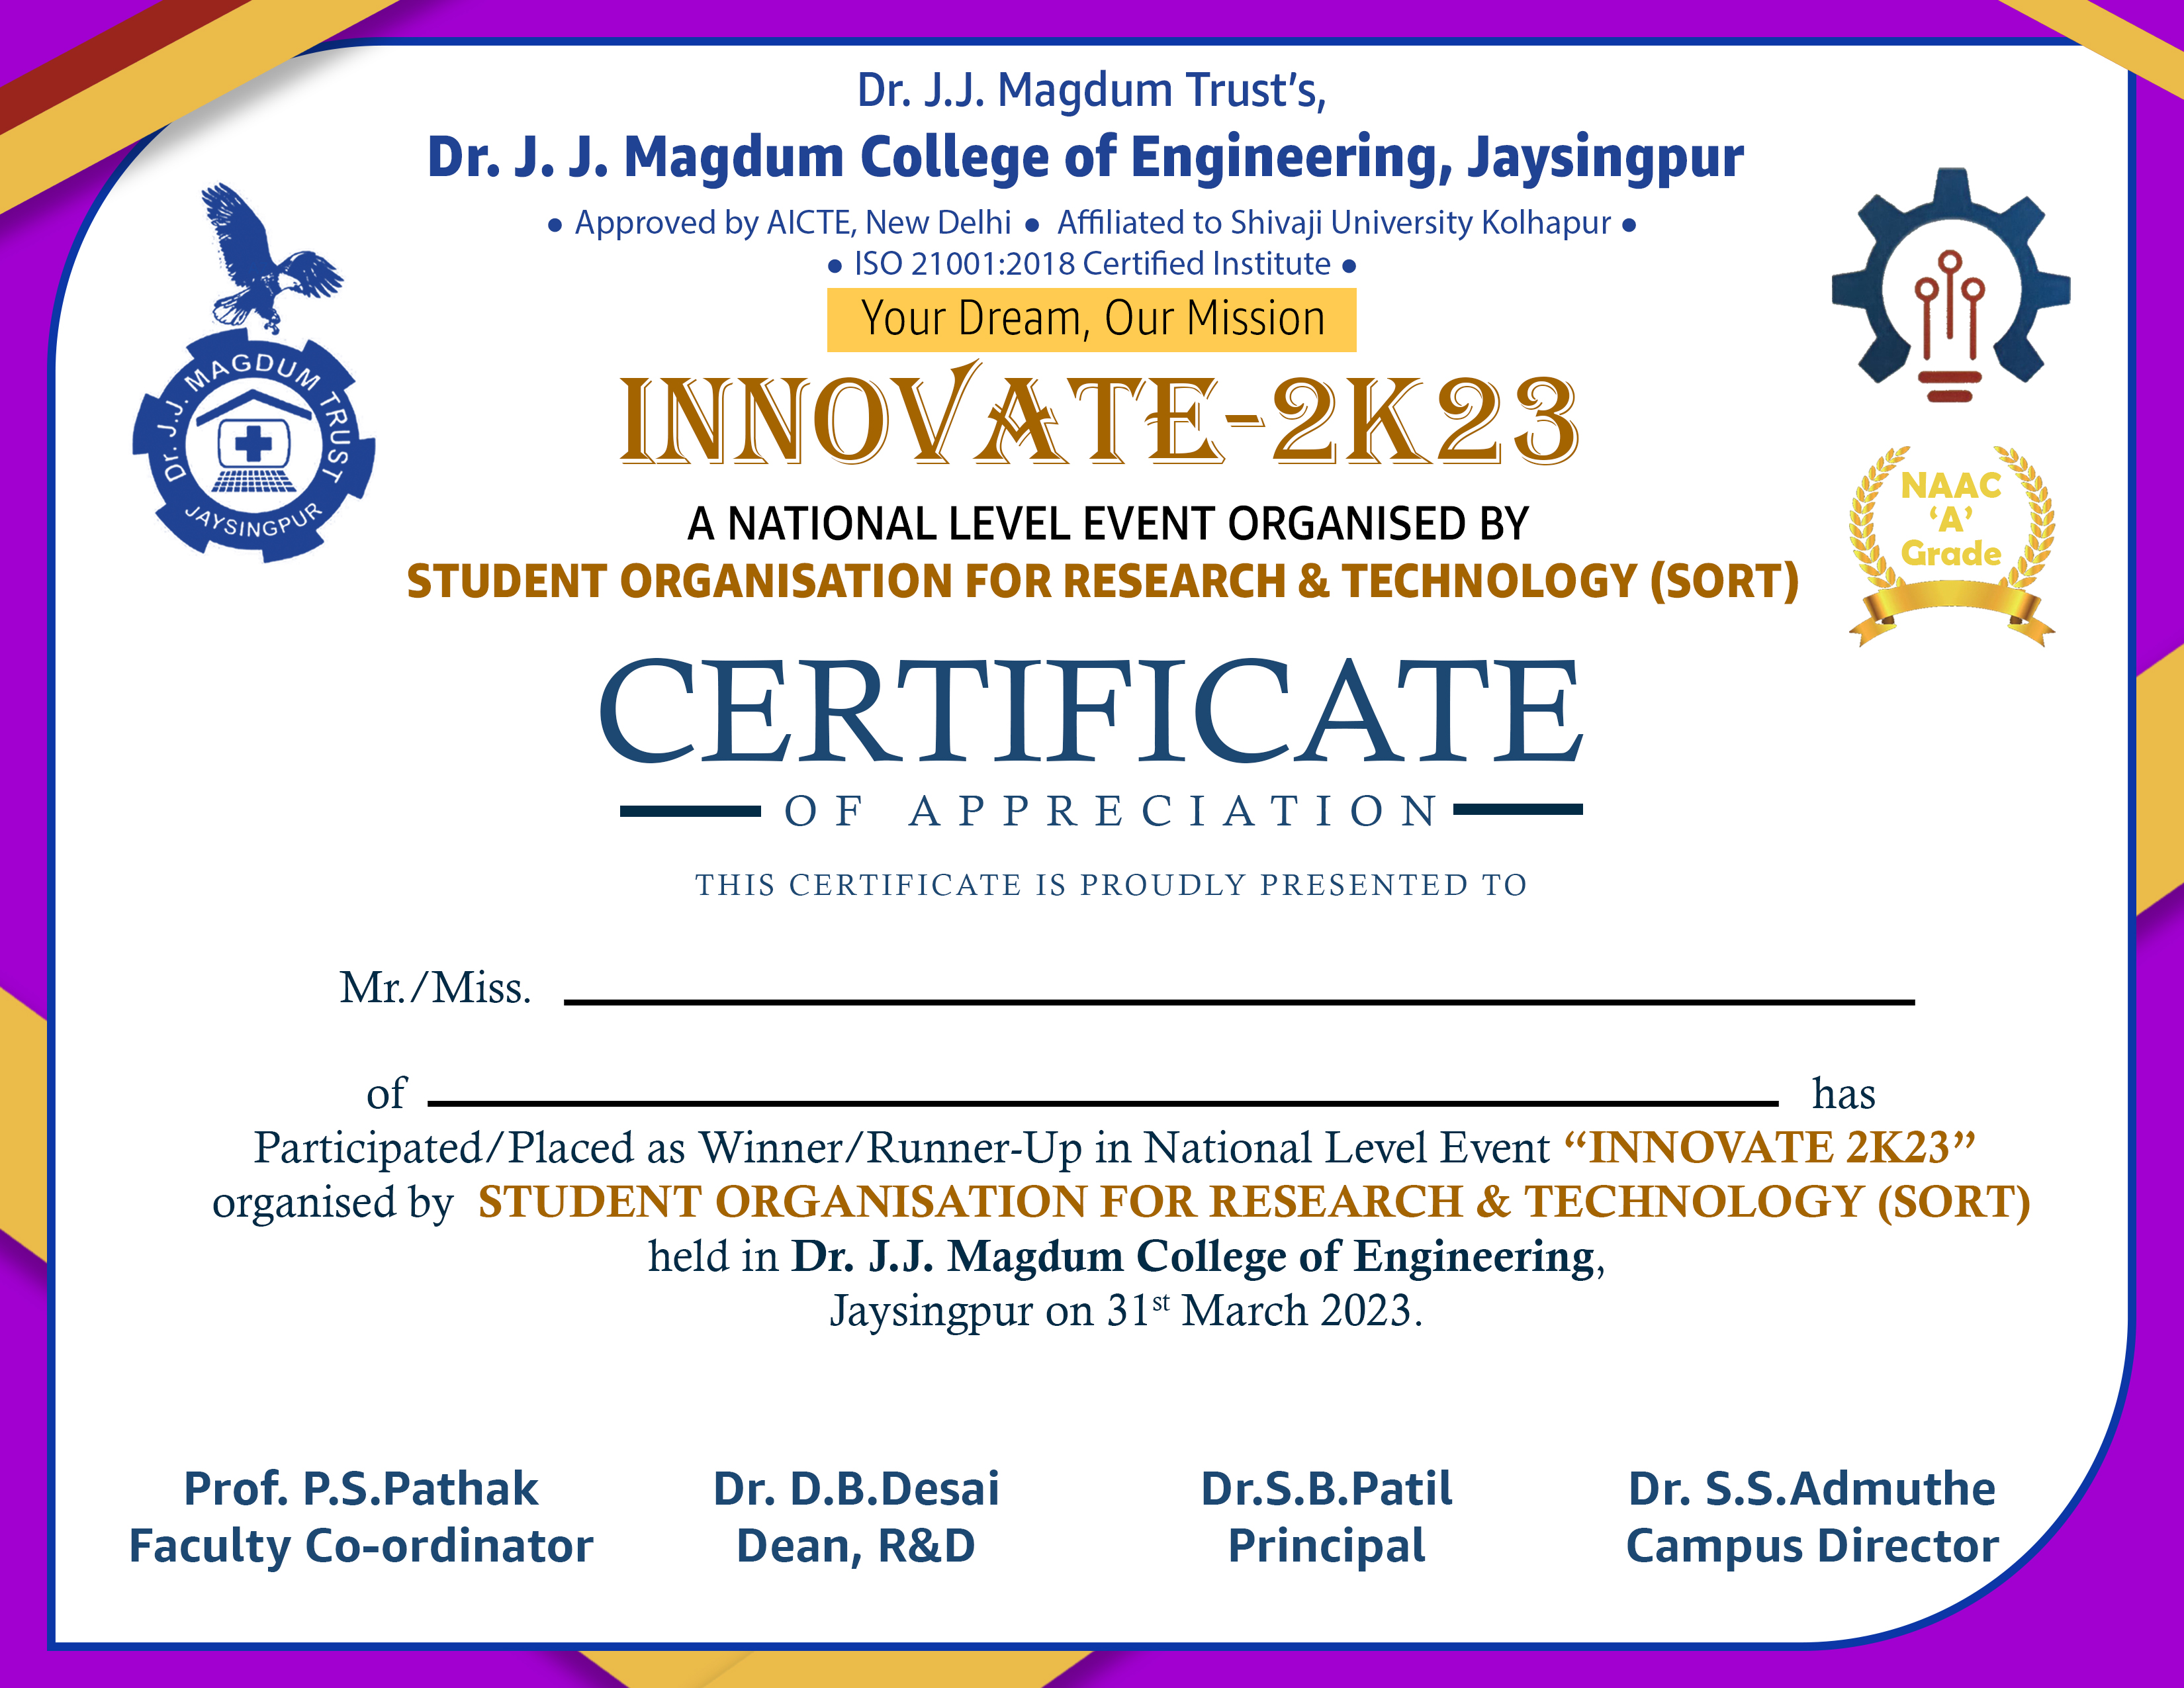 Dr. J.J. Magdum Trust’s,
Dr. J. J. Magdum College of Engineering, Jaysingpur
• Approved by AICTE, New Delhi • Affiliated to Shivaji University Kolhapur •
• ISO 21001:2018 Certified Institute •
Your Dream, Our Mission
Dr. J.J. MAGDUM TRUST
JAYSINGPUR
INNOVATE-2K23
NAAC
‘A’
Grade
A NATIONAL LEVEL EVENT ORGANISED BY
STUDENT ORGANISATION FOR RESEARCH & TECHNOLOGY (SORT)
CERTIFICATE
OF APPRECIATION
THIS CERTIFICATE IS PROUDLY PRESENTED TO
Mr./Miss.
of has
Participated/Placed as Winner/Runner-Up in National Level Event “INNOVATE 2K23”
organised by STUDENT ORGANISATION FOR RESEARCH & TECHNOLOGY (SORT)
held in Dr. J.J. Magdum College of Engineering,
Jaysingpur on 31st March 2023.
Prof. P.S.Pathak Dr. D.B.Desai Dr.S.B.Patil Dr. S.S.Admuthe
Faculty Co-ordinator Dean, R&D Principal Campus Director